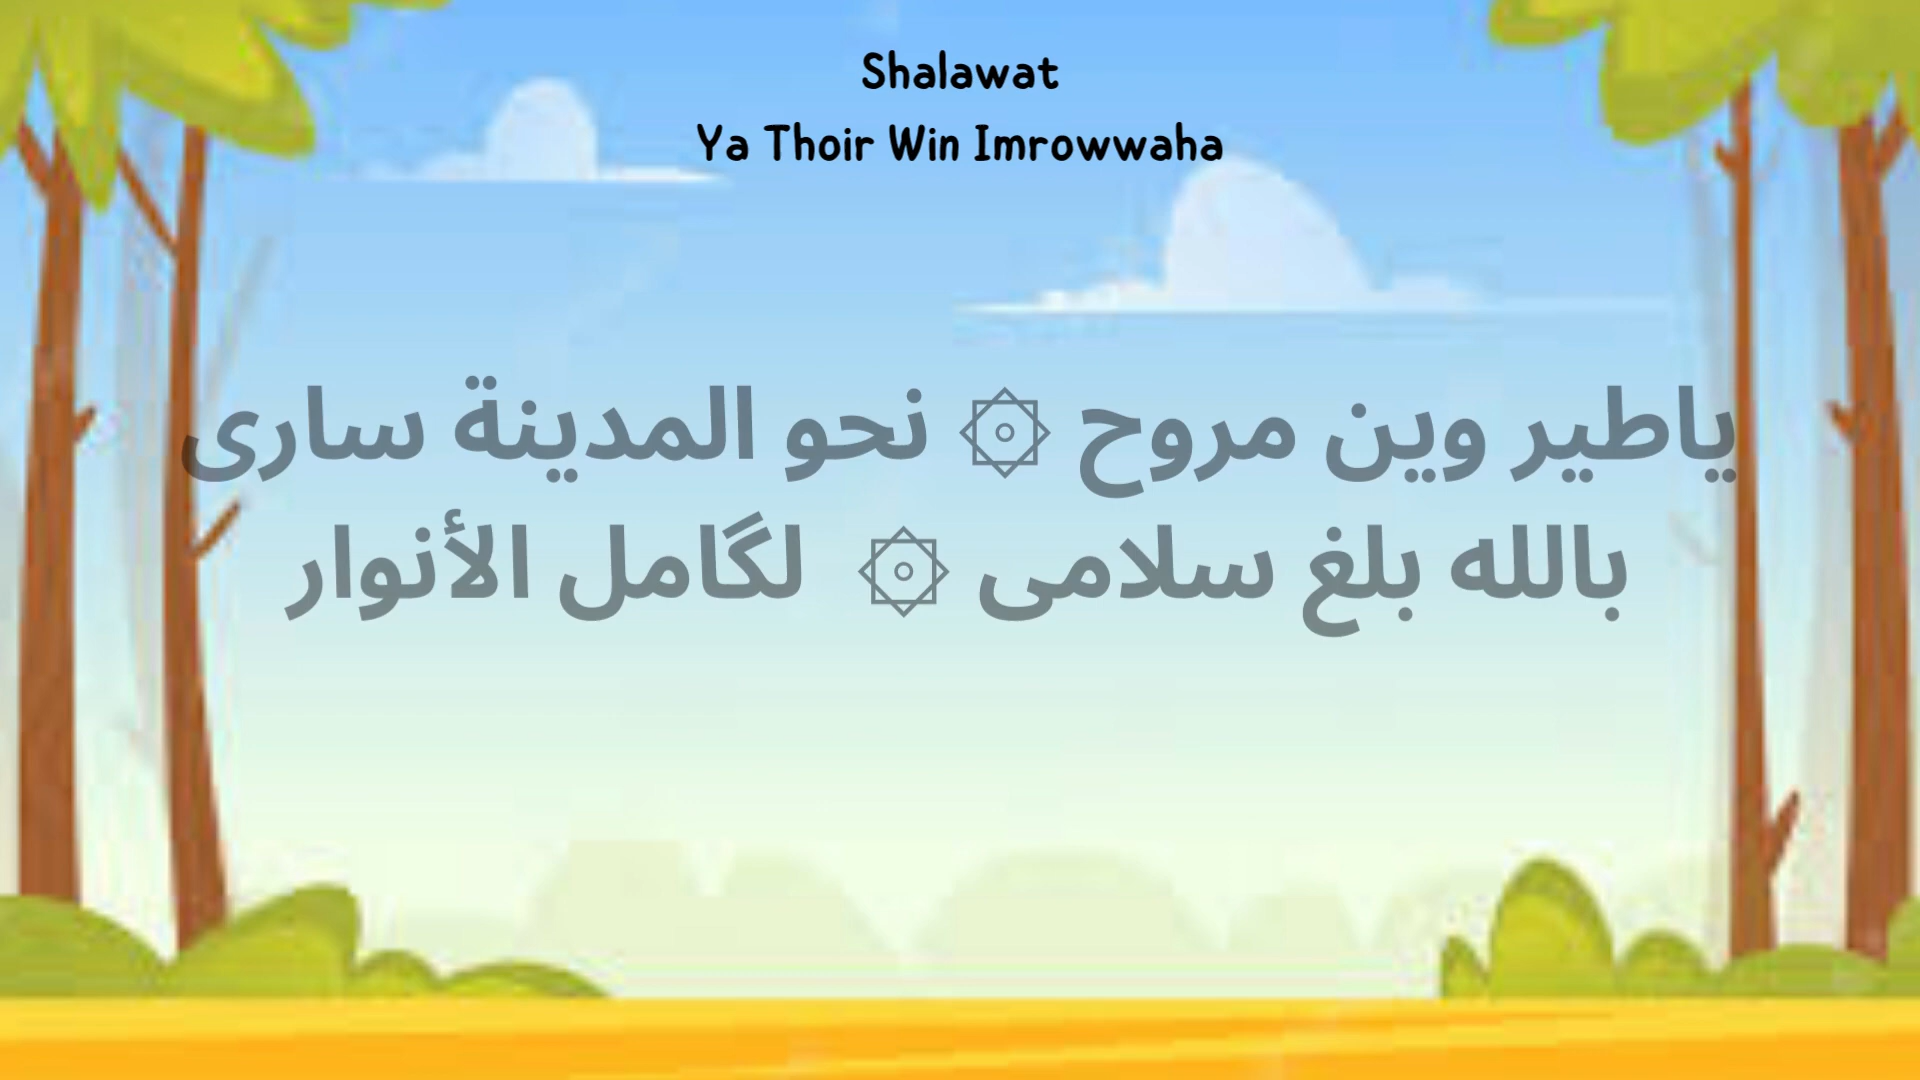 Shalawat
Ya Thoir Win Imrowwaha
ياطير وين مروح ۞ نحو المدينة سارى
بالله بلغ سلامى ۞ لگامل الأنوار